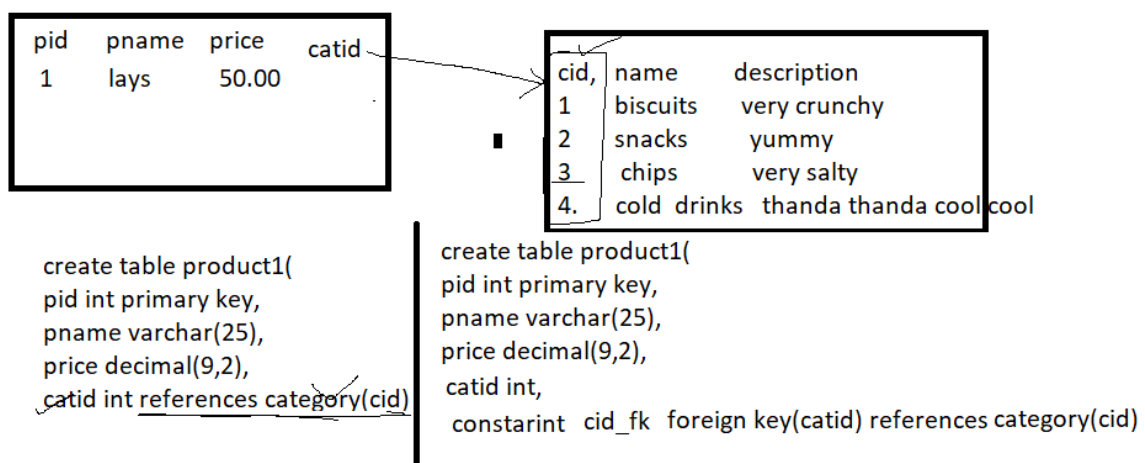 pid pname price catid
1 lays 50.00
cid, name description
1 biscuits very crunchy
2 snacks yummy
3 chips very salty
4. cold drinks thanda thanda cool cool
create table product1(
pid int primary key,
pname varchar(25),
price decimal(9,2),
catid int references category(cid)
create table product1(
pid int primary key,
pname varchar(25),
price decimal(9,2),
catid int,
constarint cid_fk foreign key(catid) references category(cid)